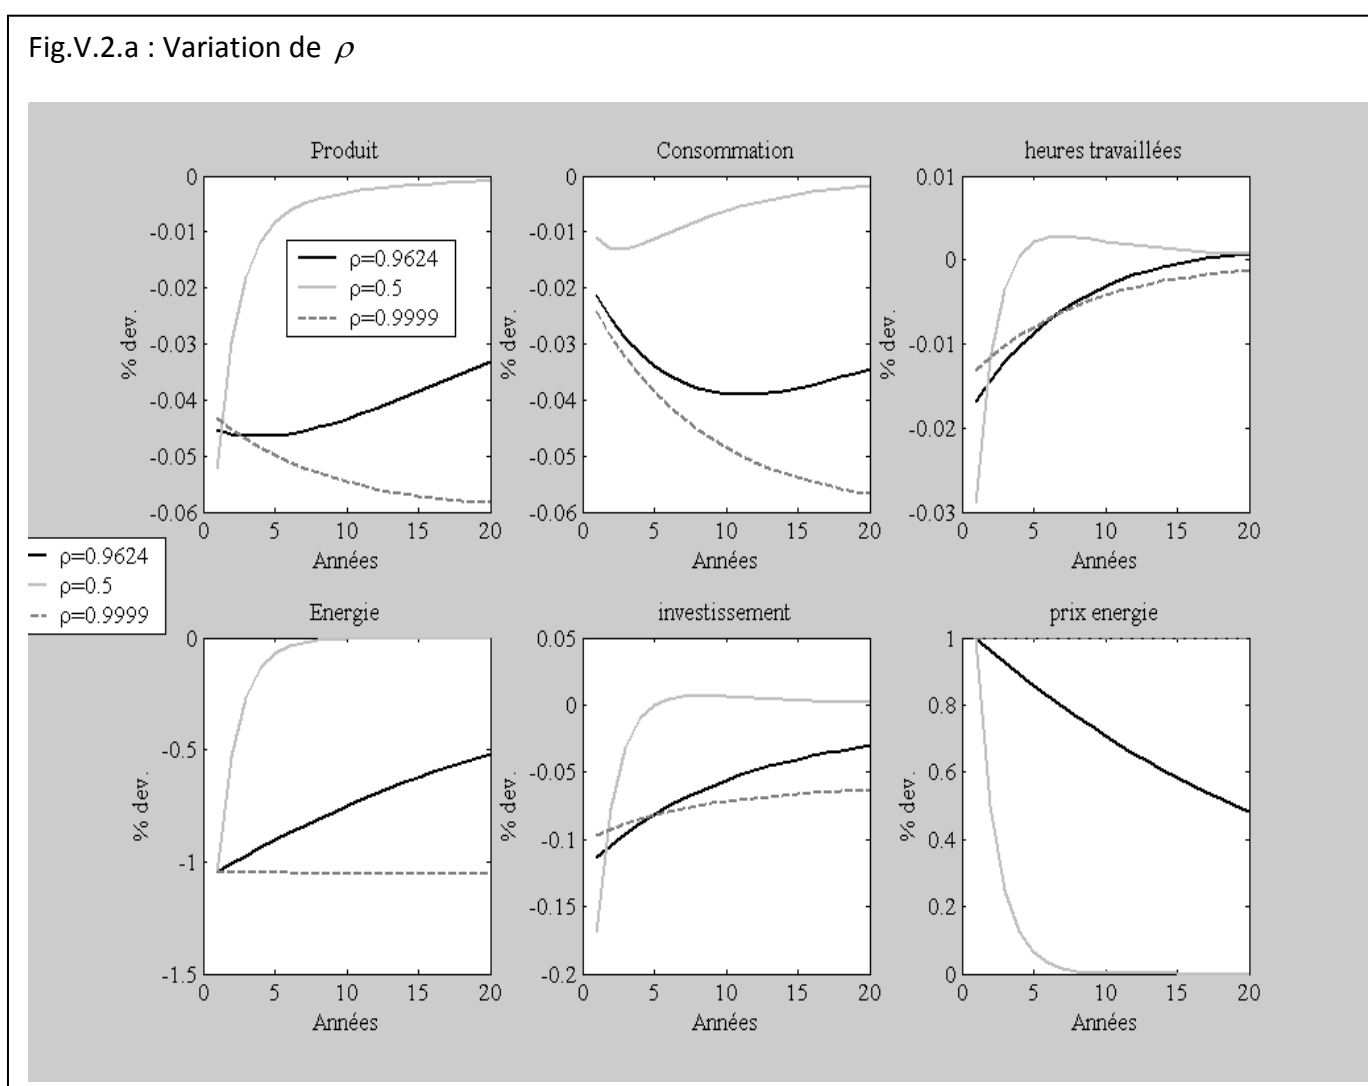 Fig.V.2.a : Variation de ρ
Produit
0
-0.01
-0.02
-0.03
-0.04
-0.05
-0.06
% dev.
ρ=0.9624
ρ=0.5
ρ=0.9999
0 5 10 15 20
Années
Consommation
0
-0.01
-0.02
-0.03
-0.04
-0.05
-0.06
% dev.
0 5 10 15 20
Années
heures travaillées
0.01
0
-0.01
-0.02
-0.03
% dev.
0 5 10 15 20
Années
ρ=0.9624
ρ=0.5
ρ=0.9999
Energie
0
-0.5
-1
-1.5
% dev.
0 5 10 15 20
Années
investissement
0.05
0
-0.05
-0.1
-0.15
-0.2
% dev.
0 5 10 15 20
Années
prix energie
1
0.8
0.6
0.4
0.2
0
% dev.
0 5 10 15 20
Années